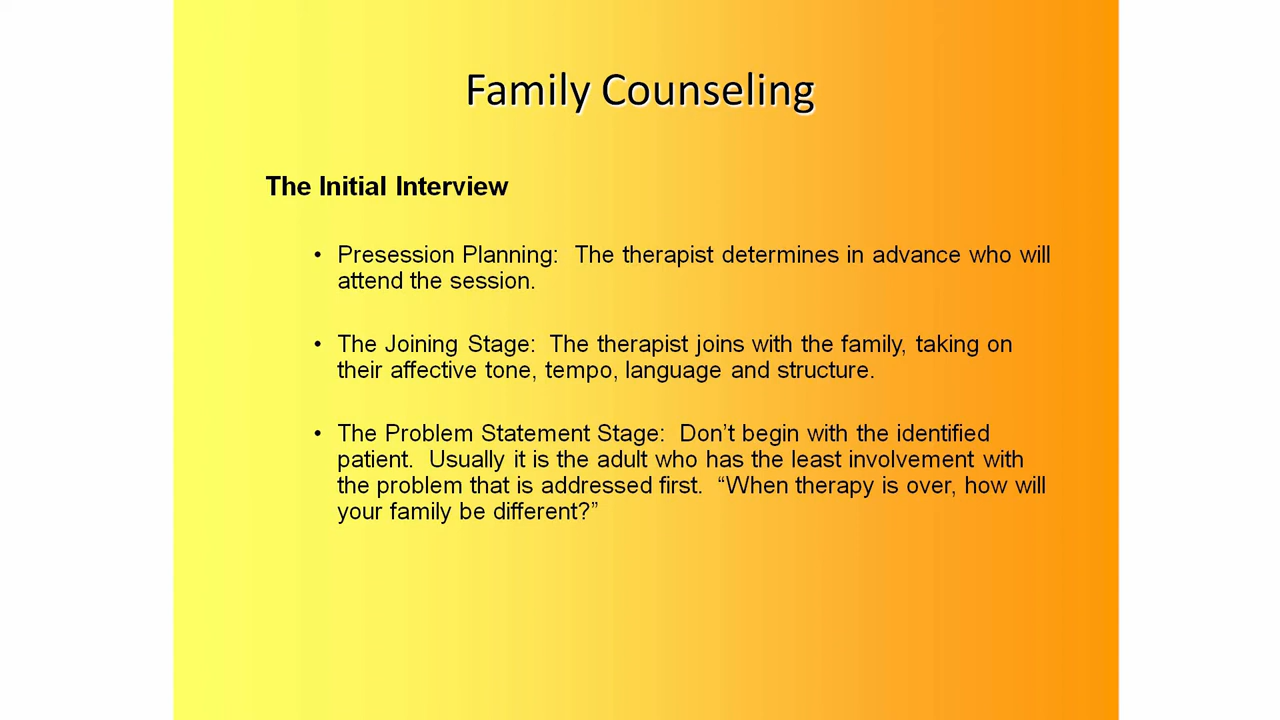 Family Counseling
The Initial Interview
• Presession Planning:  The therapist determines in advance who will
attend the session.
• The Joining Stage:  The therapist joins with the family, taking on
their affective tone, tempo, language and structure.
• The Problem Statement Stage:  Don’t begin with the identified
patient.  Usually it is the adult who has the least involvement with
the problem that is addressed first.  “When therapy is over, how will
your family be different?”